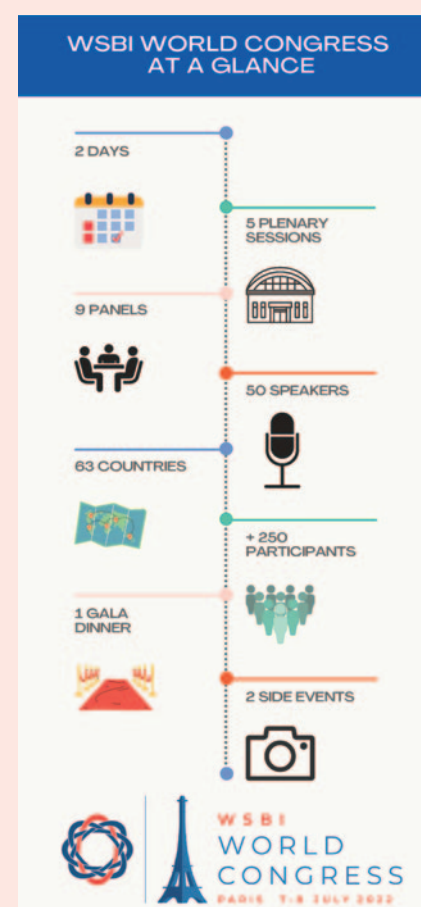 WSBI WORLD CONGRESS
AT A GLANCE
2 DAYS
5 PLENARY
SESSIONS
9 PANELS
50 SPEAKERS
63 COUNTRIES
+ 250
PARTICIPANTS
1 GALA
DINNER
2 SIDE EVENTS
WSBI
WORLD
CONGRESS
PARIS 7-8 JULY 2022